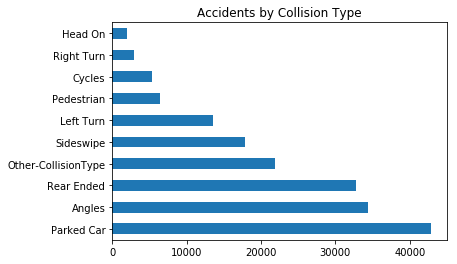 Accidents by Collision Type
Head On
Right Turn
Cycles
Pedestrian
Left Turn
Sideswipe
Other-CollisionType
Rear Ended
Angles
Parked Car
0 10000 20000 30000 40000